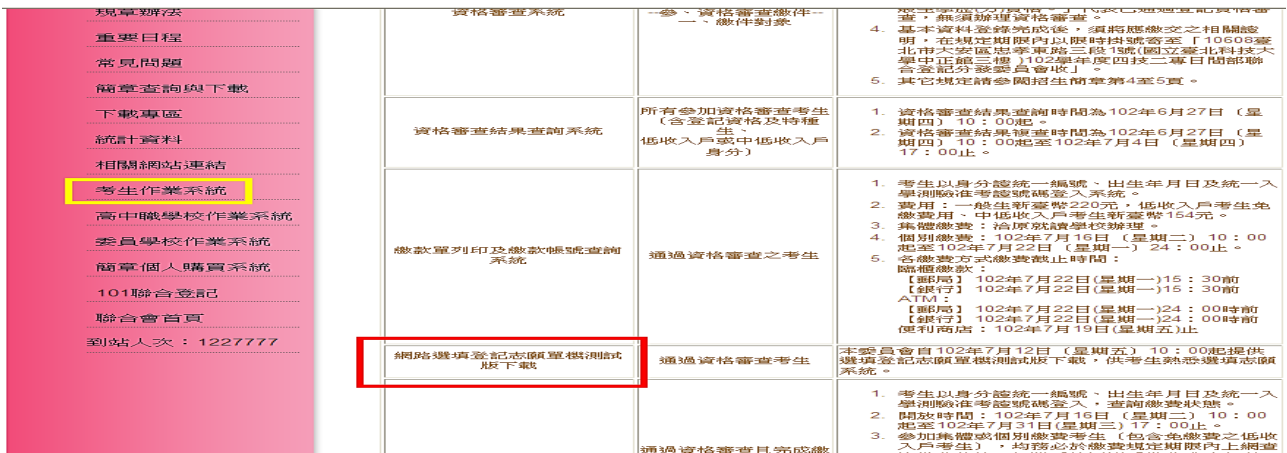 規章辦法
重要日程
常見問題
簡章查詢與下載
下載專區
統計資料
相關網站連結
考生作業系統
高中職學校作業系統
委員學校作業系統
簡章個人購買系統
101聯合登記
聯合會首頁
到站人次：1227777
資格審查系統
--參、資格審查繳件--
一、繳件對象
查，無須辦理資格審查。
4. 基本資料登錄完成後，須將應繳交之相關證
明，在規定期限內以限時掛號寄至「10608臺
北市大安區忠孝東路三段1號(國立臺北科技大
學中正館三樓)102學年度四技二專日間部聯
合登記分發委員會收」。
5. 其它規定請參閱招生簡章第4至5頁。
資格審查結果查詢系統
所有參加資格審查考生
(含登記資格及特種
生、
低收入戶或中低收入戶
身分)
1. 資格審查結果查詢時間為102年6月27日（星
期四）10：00起。
2. 資格審查結果複查時間為102年6月27日（星
期四）10：00起至102年7月4日（星期四）
17：00止。
繳款單列印及繳款帳號查詢
系統
通過資格審查之考生
1. 考生以身分證統一編號、出生年月日及統一入
學測驗准考證號碼登入系統。
2. 費用：一般生新臺幣220元，低收入戶考生免
繳費用、中低收入戶考生新臺幣154元。
3. 集體繳費：洽原就讀學校辦理。
4. 個別繳費：102年7月16日（星期二）10：00
起至102年7月22日（星期一）24：00止。
5. 各繳費方式繳費截止時間：
臨櫃繳款：
【郵局】102年7月22日(星期一)15：30前
【銀行】102年7月22日(星期一)15：30前
ATM：
【郵局】102年7月22日(星期一)24：00時前
【銀行】102年7月22日(星期一)24：00時前
便利商店：102年7月19日(星期五)止
網路選填登記志願單機測試
版下載
通過資格審查考生
本委員會自102年7月12日（星期五）10：00起提供
選填登記志願單機測試版下載，供考生熟悉選填志願
系統。
通過資格審查且完成繳
1. 考生以身分證統一編號、出生年月日及統一入
學測驗准考證號碼登入，查詢繳費狀態。
2. 開放時間：102年7月16日（星期二）10：00
起至102年7月31日(星期三) 17：00止。
3. 參加集體或個別繳費考生（包含免繳費之低收
入戶考生），均務必於繳費規定期限內上網查